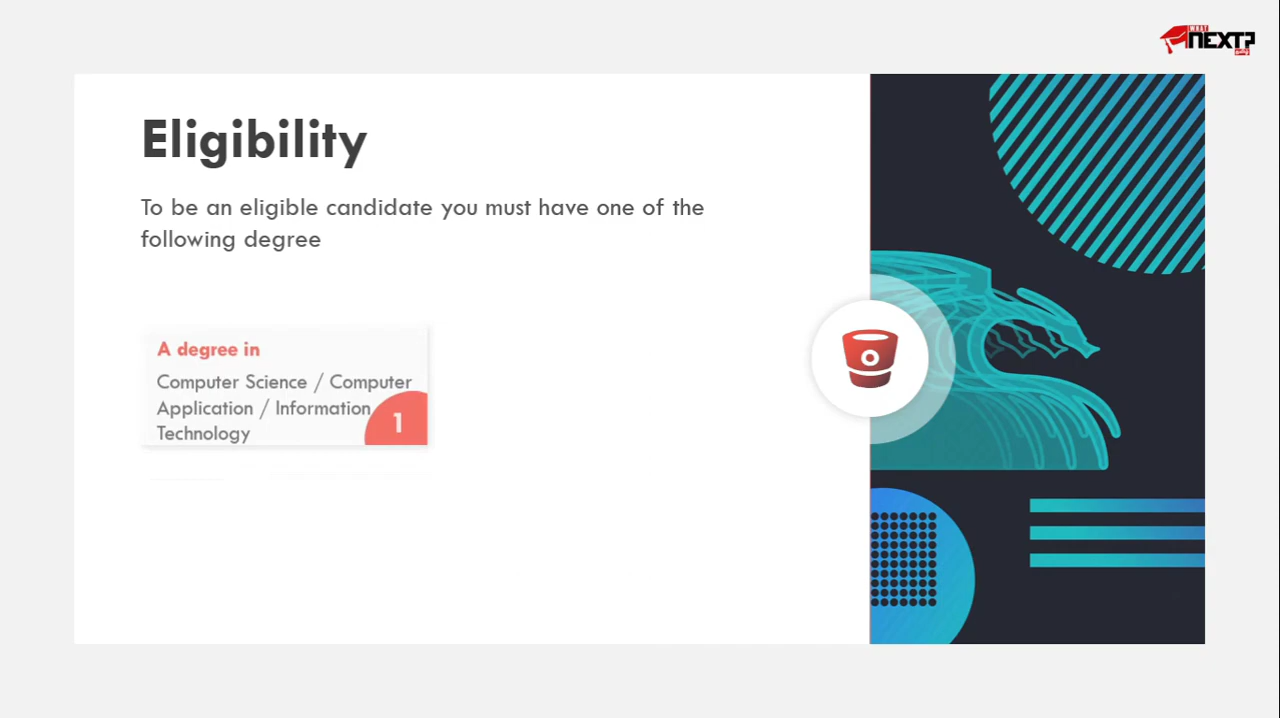 WHAT
NEXT?
Eligibility
To be an eligible candidate you must have one of the
following degree
A degree in
Computer Science / Computer
Application / Information
Technology
1